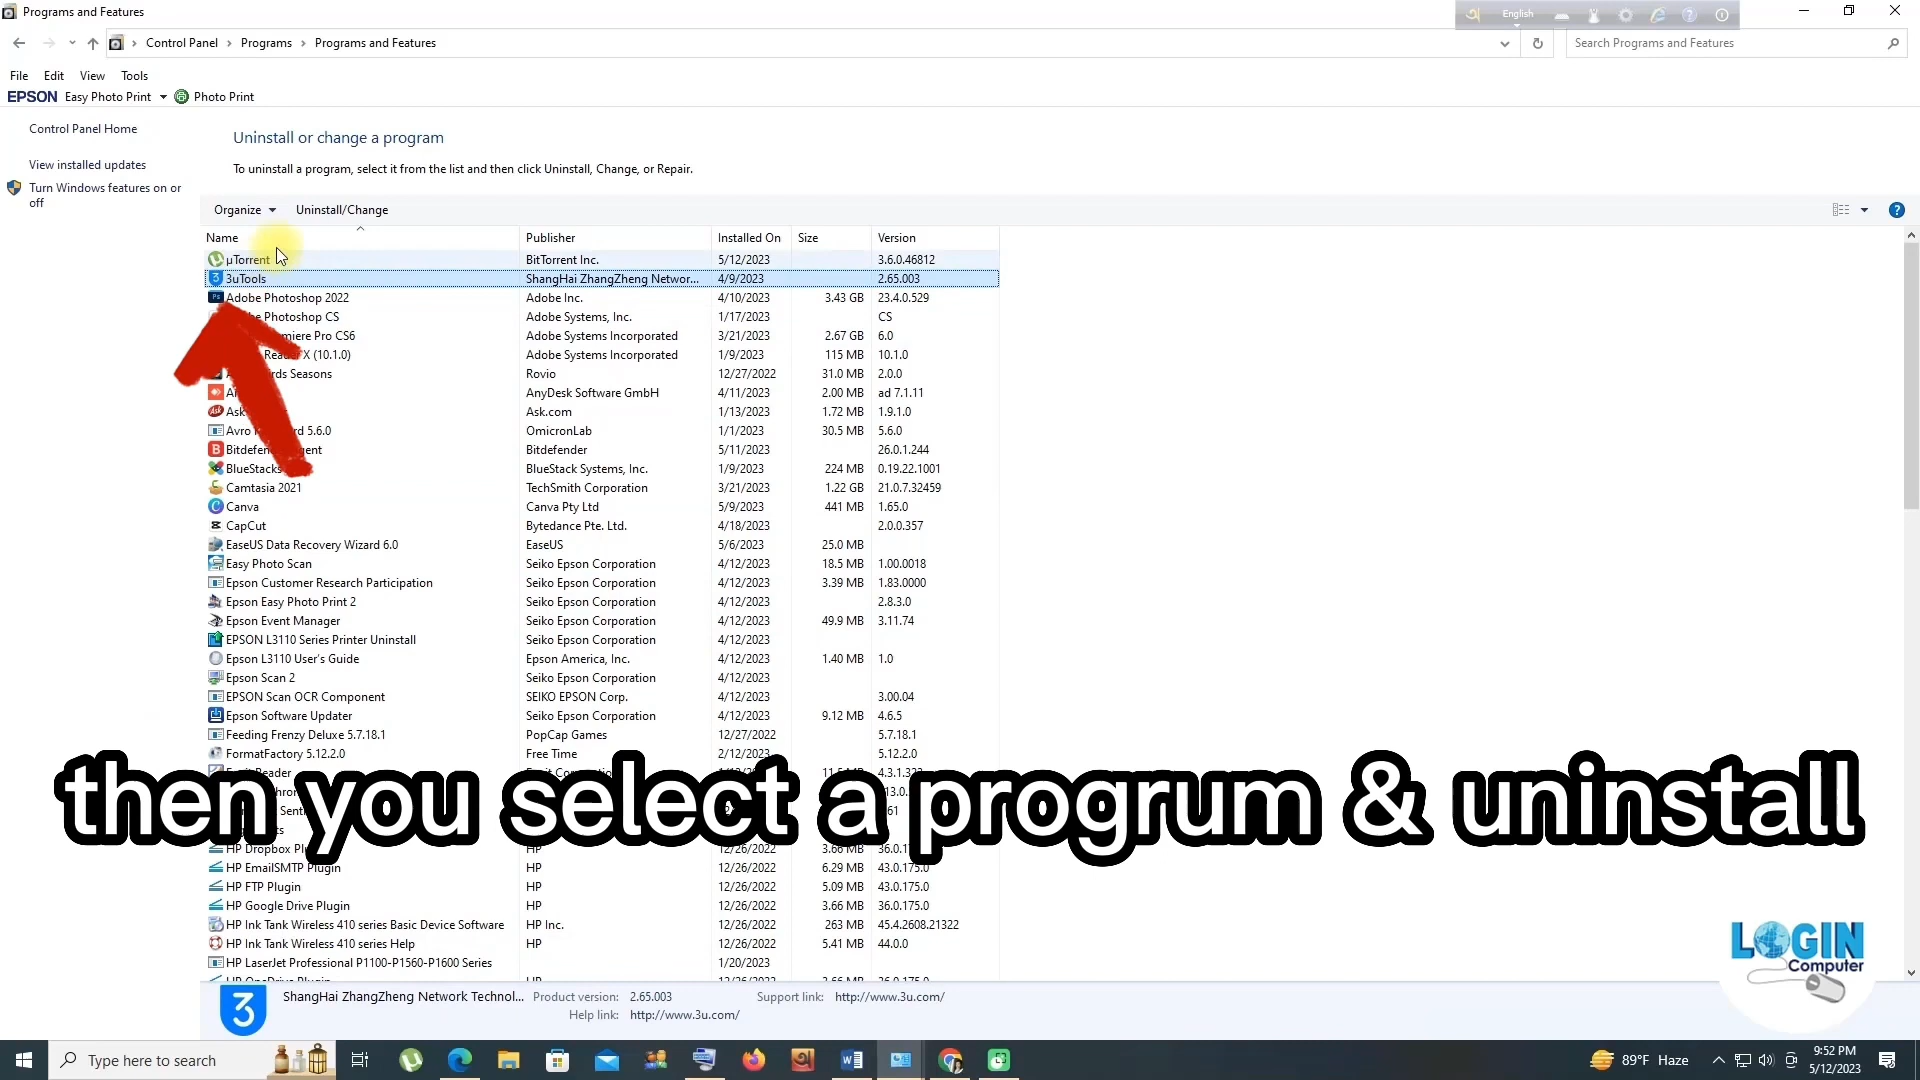 Programs and Features
English
Control Panel > Programs > Programs and Features
Search Programs and Features
File Edit View Tools
EPSON Easy Photo Print Photo Print
Control Panel Home
View installed updates
Turn Windows features on or
off
Uninstall or change a program
To uninstall a program, select it from the list and then click Uninstall, Change, or Repair.
Organize Uninstall/Change
Name Publisher Installed On Size Version
µTorrent BitTorrent Inc. 5/12/2023 3.6.0.46812
3uTools ShangHai ZhangZheng Networ... 4/9/2023 2.65.003
Adobe Photoshop 2022 Adobe Inc. 4/10/2023 3.43 GB 23.4.0.529
Photoshop CS Adobe Systems, Inc. 1/17/2023 CS
Pro CS6 Adobe Systems Incorporated 3/21/2023 2.67 GB 6.0
X (10.1.0) Adobe Systems Incorporated 1/9/2023 115 MB 10.1.0
Seasons Rovio 12/27/2022 31.0 MB 2.0.0
AnyDesk Software GmbH 4/11/2023 2.00 MB ad 7.1.11
Ask Ask.com 1/13/2023 1.72 MB 1.9.1.0
Avro 5.6.0 OmicronLab 1/1/2023 30.5 MB 5.6.0
Bitdefender 5/11/2023 26.0.1.244
BlueStacks BlueStack Systems, Inc. 1/9/2023 224 MB 0.19.22.1001
Camtasia 2021 TechSmith Corporation 3/21/2023 1.22 GB 21.0.7.32459
Canva Canva Pty Ltd 5/9/2023 441 MB 1.65.0
CapCut Bytedance Pte. Ltd. 4/18/2023 2.0.0.357
EaseUS Data Recovery Wizard 6.0 EaseUS 5/6/2023 25.0 MB
Easy Photo Scan Seiko Epson Corporation 4/12/2023 18.5 MB 1.00.0018
Epson Customer Research Participation Seiko Epson Corporation 4/12/2023 3.39 MB 1.83.0000
Epson Easy Photo Print 2 Seiko Epson Corporation 4/12/2023 2.8.3.0
Epson Event Manager Seiko Epson Corporation 4/12/2023 49.9 MB 3.11.74
EPSON L3110 Series Printer Uninstall Seiko Epson Corporation 4/12/2023
Epson L3110 User's Guide Epson America, Inc. 4/12/2023 1.40 MB 1.0
Epson Scan 2 Seiko Epson Corporation 4/12/2023
EPSON Scan OCR Component SEIKO EPSON Corp. 4/12/2023 3.00.04
Epson Software Updater Seiko Epson Corporation 4/12/2023 9.12 MB 4.6.5
Feeding Frenzy Deluxe 5.7.18.1 PopCap Games 12/27/2022 5.7.18.1
FormatFactory 5.12.2.0 Free Time 2/12/2023 5.12.2.0
then you select a progrum & uninstall
HP Dropbox HP 12/26/2022
HP EmailSMTP Plugin HP 12/26/2022 6.29 MB 43.0.175.0
HP FTP Plugin HP 12/26/2022 5.09 MB 43.0.175.0
HP Google Drive Plugin HP 12/26/2022 3.66 MB 36.0.175.0
HP Ink Tank Wireless 410 series Basic Device Software HP Inc. 12/26/2022 263 MB 45.4.2608.21322
HP Ink Tank Wireless 410 series Help HP 12/26/2022 5.41 MB 44.0.0
HP LaserJet Professional P1100-P1560-P1600 Series 1/20/2023
LOGIN
Computer
ShangHai ZhangZheng Network Technol... Product version: 2.65.003 Support link: http://www.3u.com/
Help link: http://www.3u.com/
Type here to search
89°F Haze
9:52 PM
5/12/2023